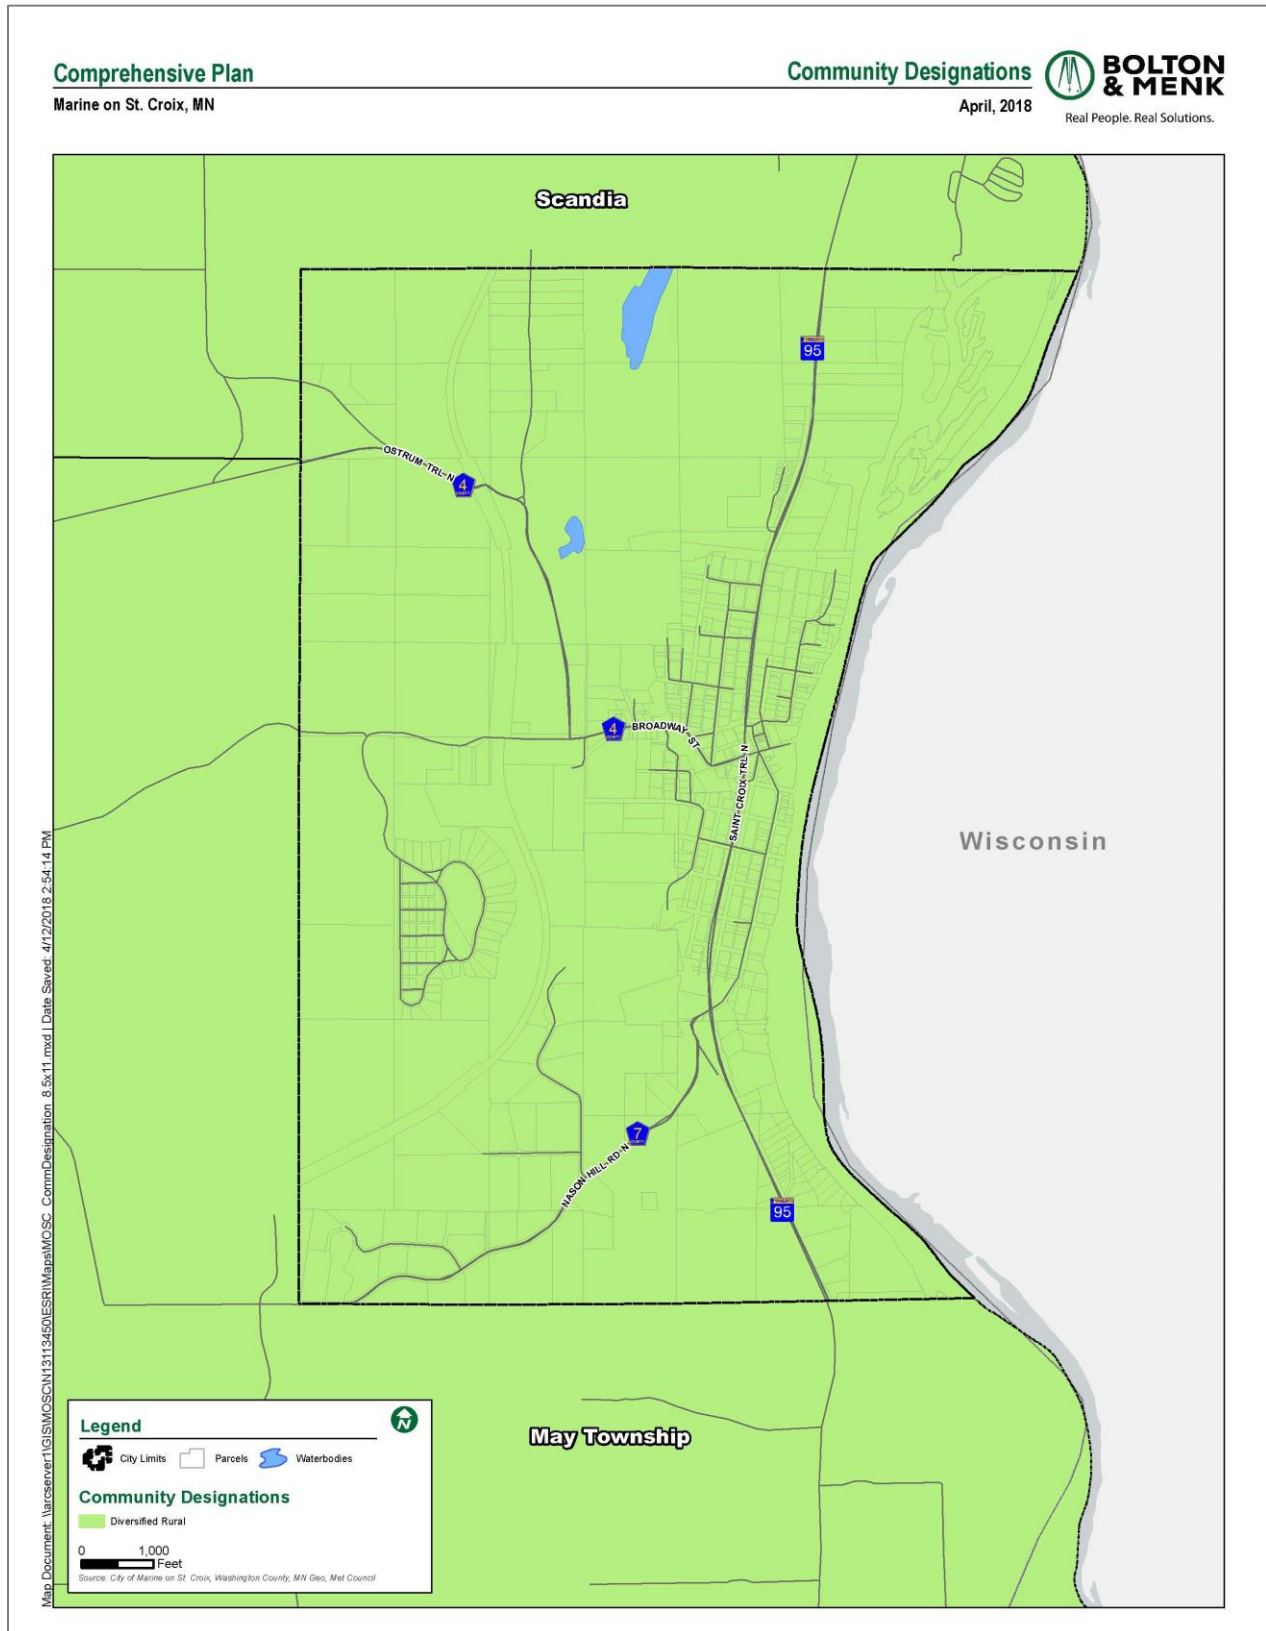 Comprehensive Plan
Marine on St. Croix, MN
Community Designations
April, 2018
BOLTON
& MENK
Real People. Real Solutions.
Scandia
95
OSTRUM TRL N
4
COUNTY
4
COUNTY
BROADWAY ST
SAINT CROIX TRL N
Wisconsin
7
COUNTY
NASON HILL RD N
95
May Township
Legend
N
City Limits Parcels Waterbodies
Community Designations
Diversified Rural
0 1,000
Feet
Source: City of Marine on St. Croix, Washington County, MN Geo, Met Council
Map Document: \\arcserver1\GIS\MOSC\N13113450\ESRI\Maps\MOSC_CommDesignation_8.5x11.mxd | Date Saved: 4/12/2018 2:54:14 PM